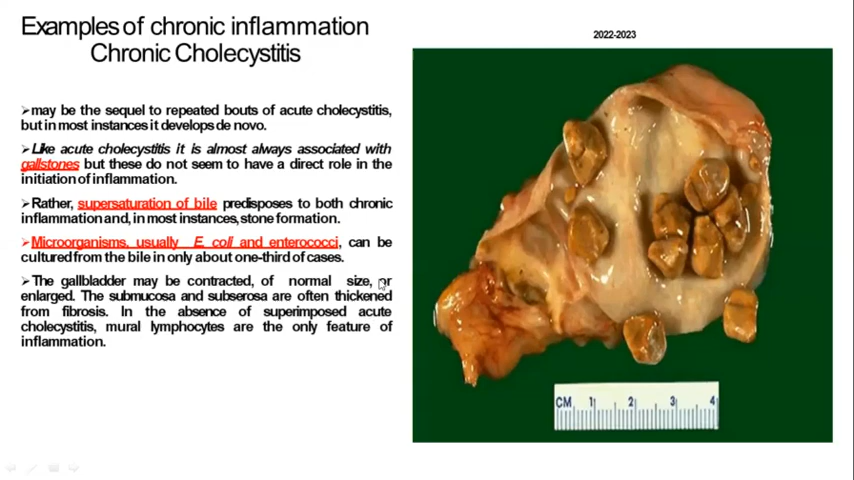 Examples of chronic inflammation
Chronic Cholecystitis
2022-2023
➢may be the sequel to repeated bouts of acute cholecystitis,
but in most instances it develops de novo.
➢Like acute cholecystitis it is almost always associated with
gallstones but these do not seem to have a direct role in the
initiation of inflammation.
➢Rather, supersaturation of bile predisposes to both chronic
inflammation and, in most instances, stone formation.
➢Microorganisms, usually E. coli and enterococci, can be
cultured from the bile in only about one-third of cases.
➢The gallbladder may be contracted, of normal size, or
enlarged. The submucosa and subserosa are often thickened
from fibrosis. In the absence of superimposed acute
cholecystitis, mural lymphocytes are the only feature of
inflammation.
CM 1 2 3 4